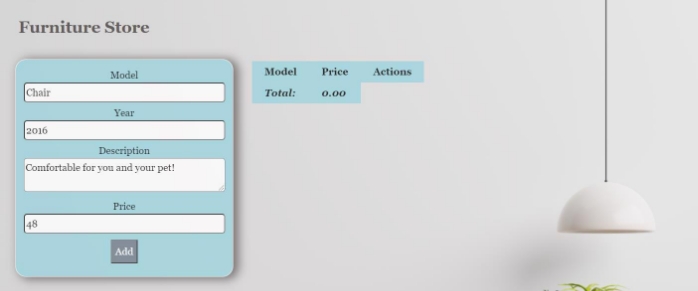 Furniture Store
Model
Chair
Year
2016
Description
Comfortable for you and your pet!
Price
48
Add
Model Price Actions
Total: 0.00